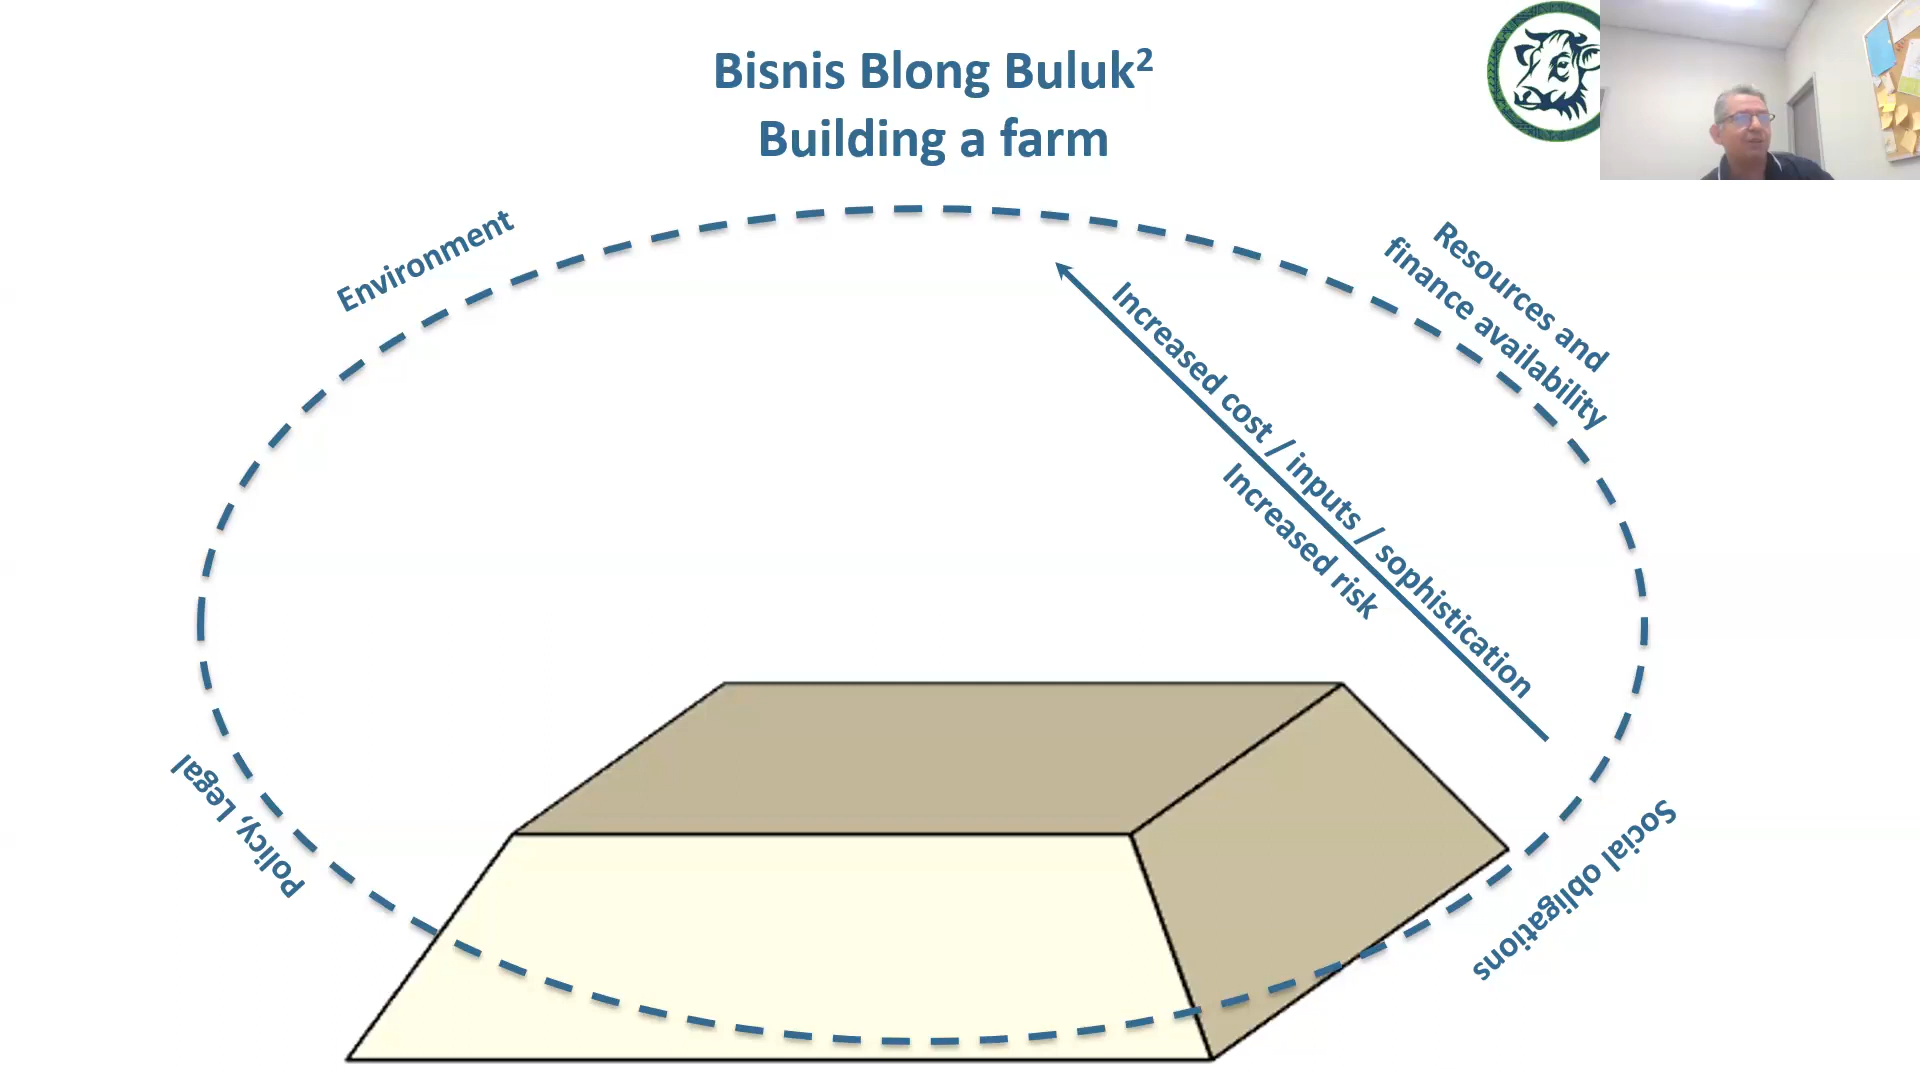 Bisnis Blong Buluk²
Building a farm
Environment
Resources and
finance availability
Increased cost / inputs / sophistication
Increased risk
Policy, Legal
Social obligations